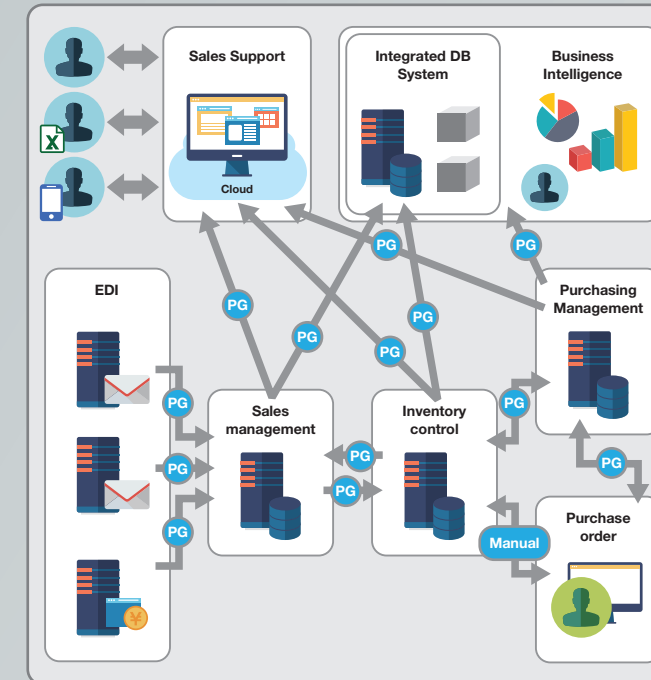 Sales Support
Integrated DB
System
Business
Intelligence
X
Cloud
PG
PG
EDI
PG
PG
PG
PG
Purchasing
Management
PG
PG
Sales
management
Inventory
control
PG
PG
PG
PG
PG
Purchase
order
Manual
¥